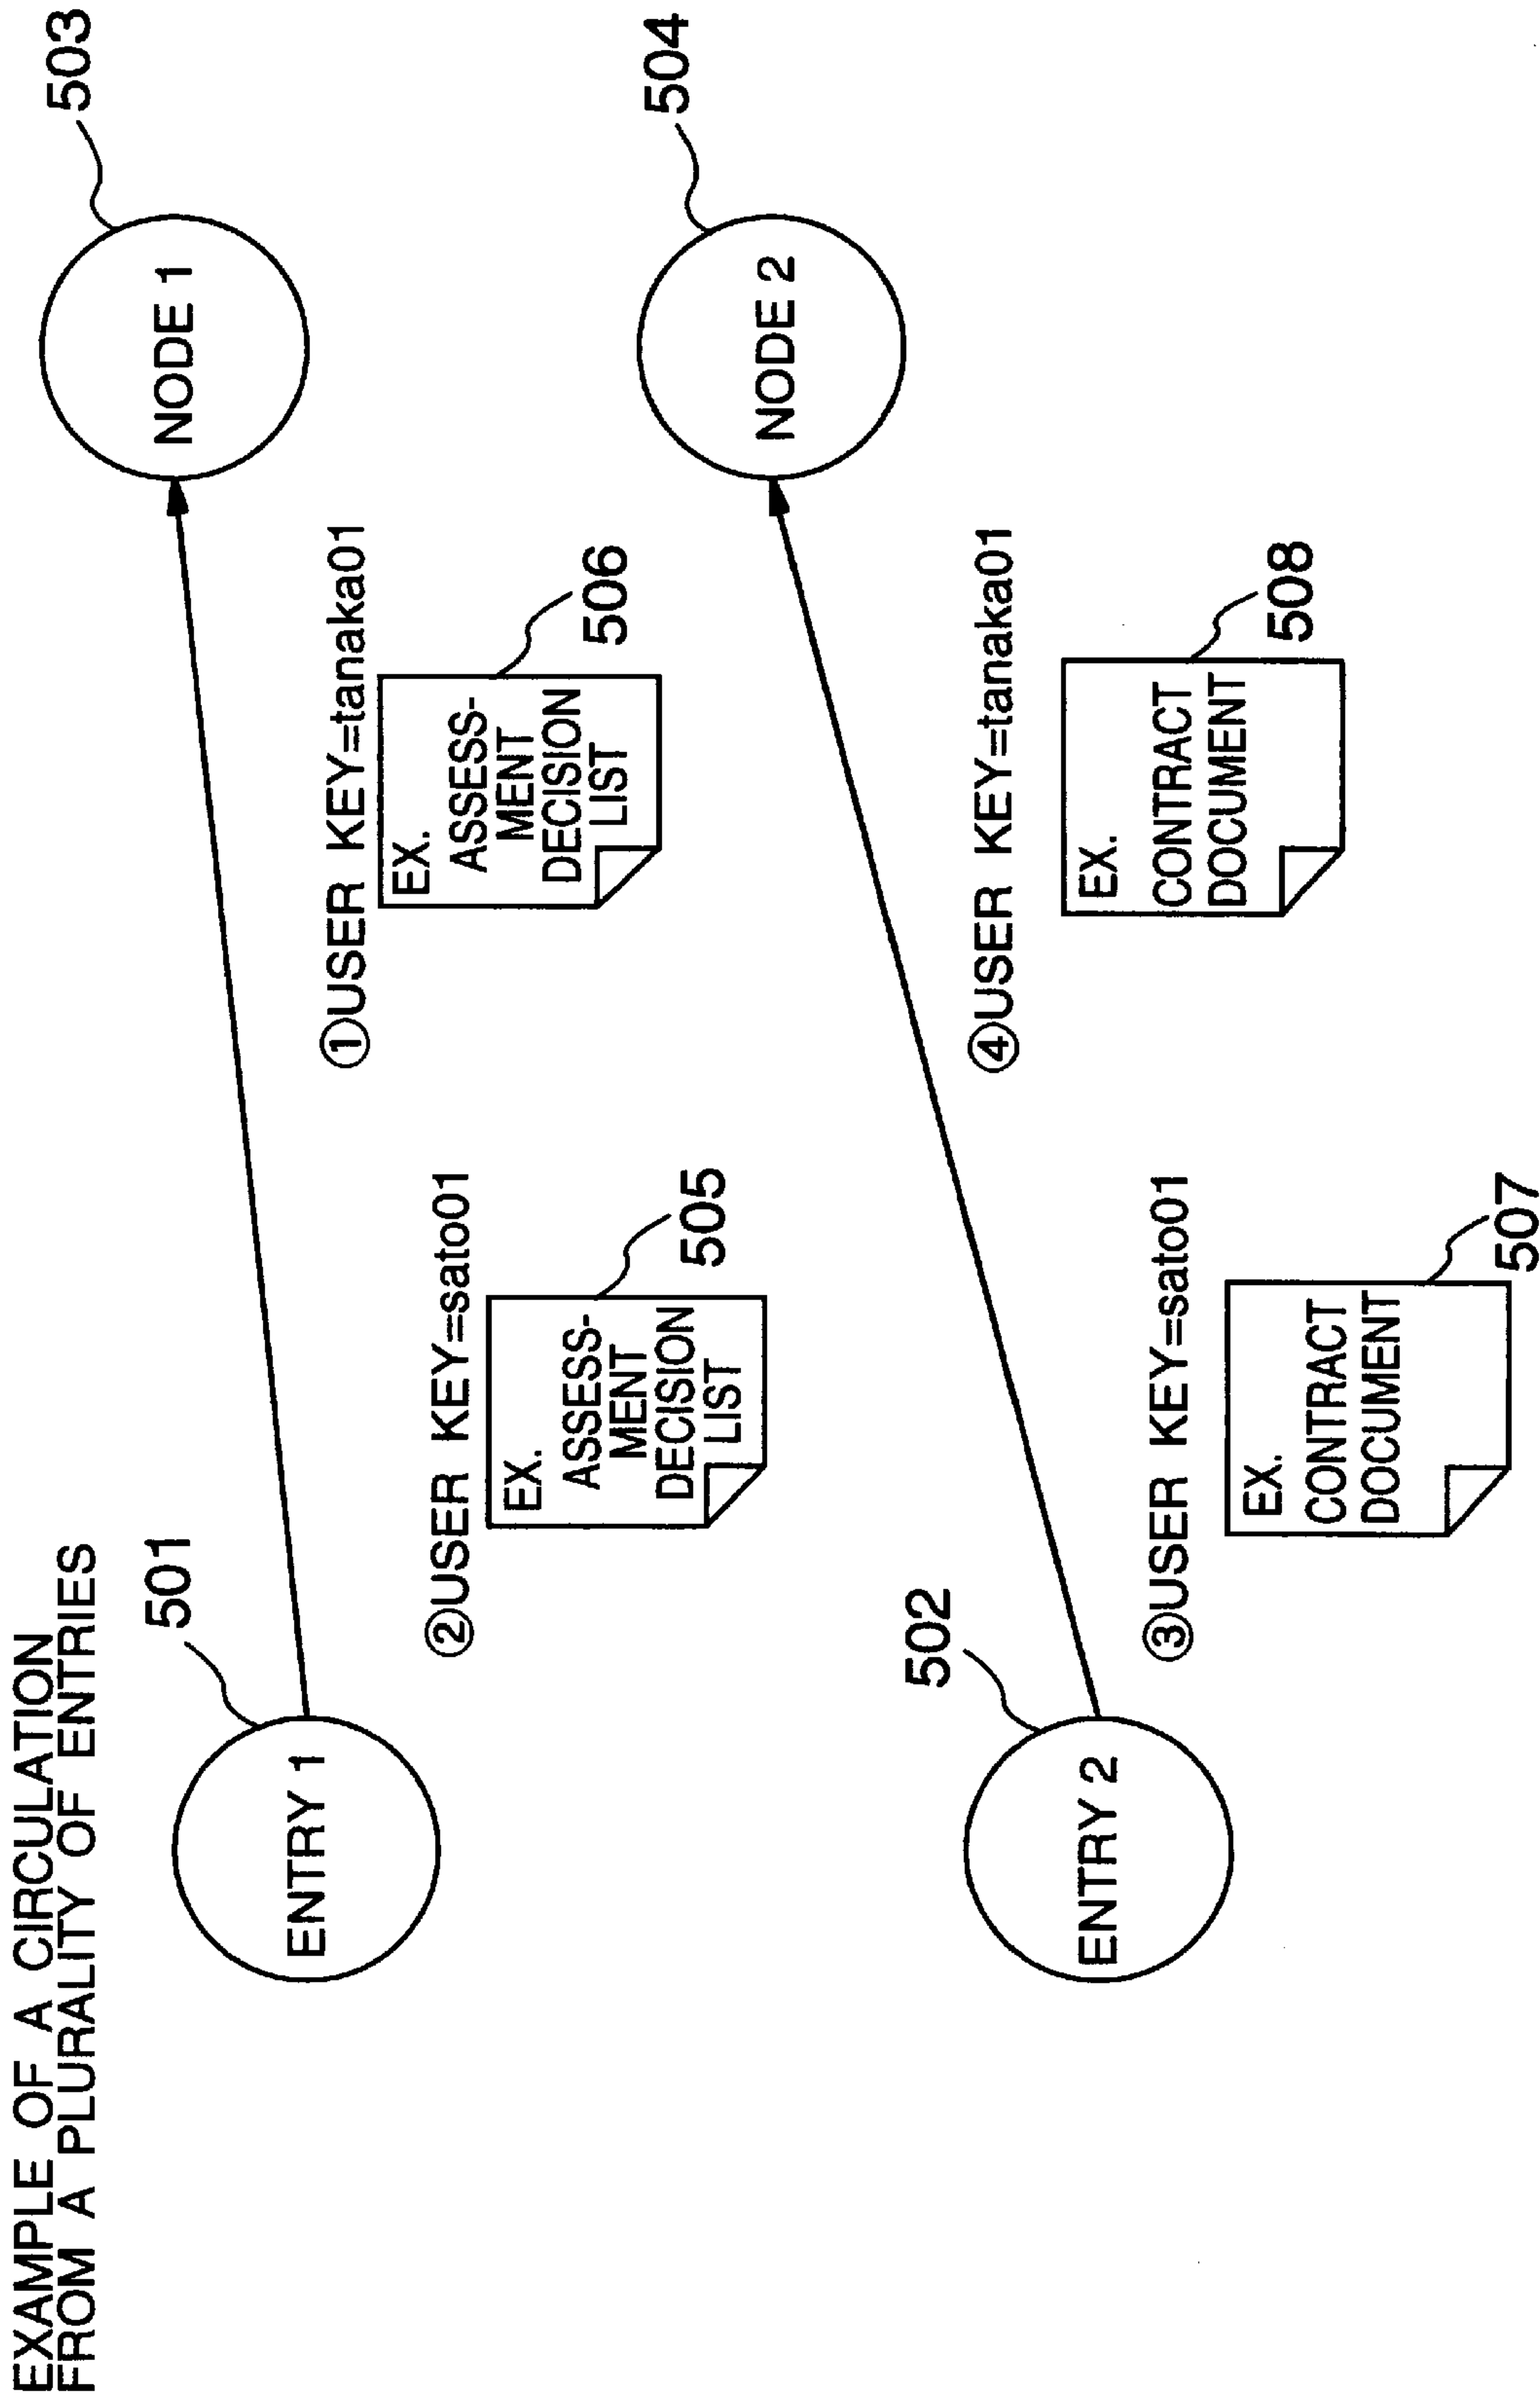 EXAMPLE OF A CIRCULATION
FROM A PLURALITY OF ENTRIES
501
ENTRY 1
503
NODE 1
①USER KEY=tanaka01
506
EX.
ASSESS-
MENT
DECISION
LIST
②USER KEY=sato01
505
EX.
ASSESS-
MENT
DECISION
LIST
502
ENTRY 2
504
NODE 2
④USER KEY=tanaka01
508
EX.
CONTRACT
DOCUMENT
③USER KEY=sato01
507
EX.
CONTRACT
DOCUMENT